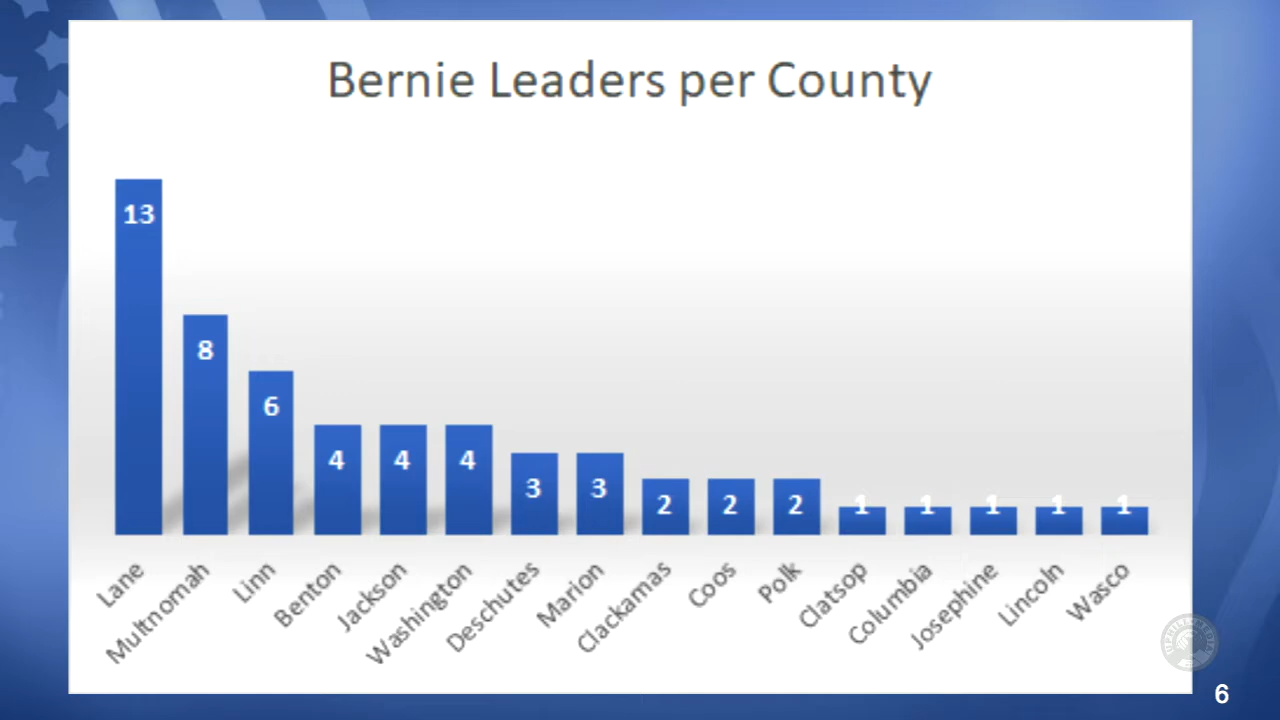 Bernie Leaders per County
13
8
6
4
4
4
3
3
2
2
2
1
1
1
1
1
Lane
Multnomah
Linn
Benton
Jackson
Washington
Deschutes
Marion
Clackamas
Coos
Polk
Clatsop
Columbia
Josephine
Lincoln
Wasco
6